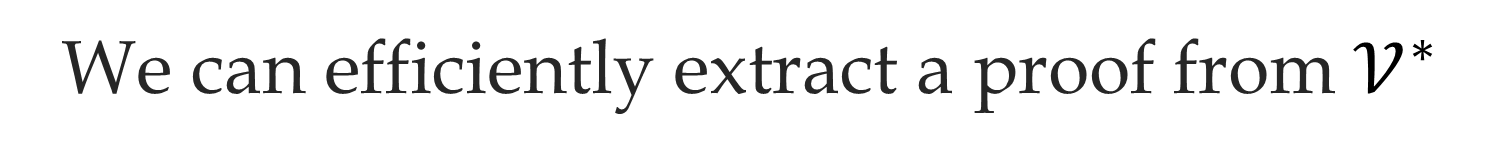 We can efficiently extract a proof from 𝒱*